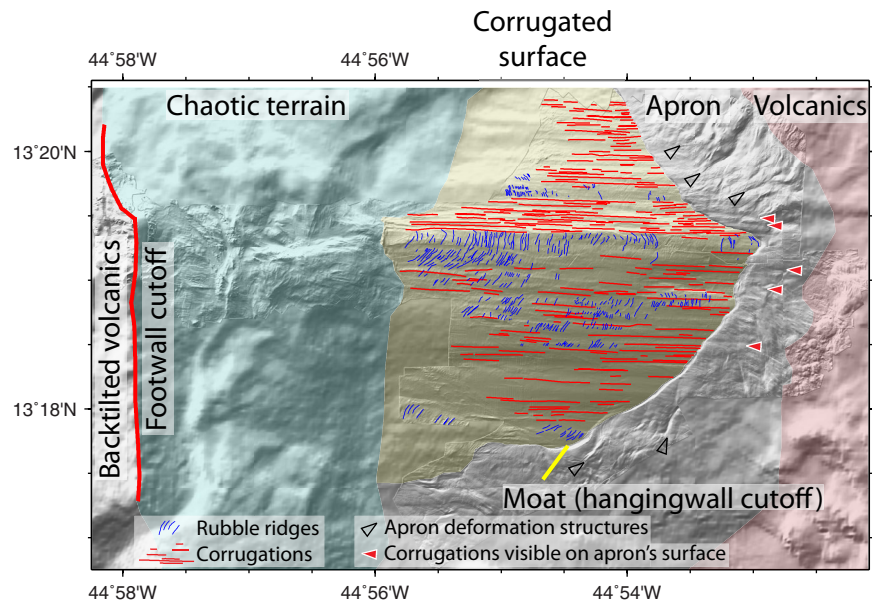 Corrugated
surface
44˚58'W
44˚56'W
Chaotic terrain
Apron
Volcanics
13˚20'N
13˚18'N
Backtilted volcanics
Footwall cutoff
Moat (hangingwall cutoff)
Rubble ridges
Apron deformation structures
Corrugations
Corrugations visible on apron's surface
44˚58'W
44˚56'W
44˚54'W